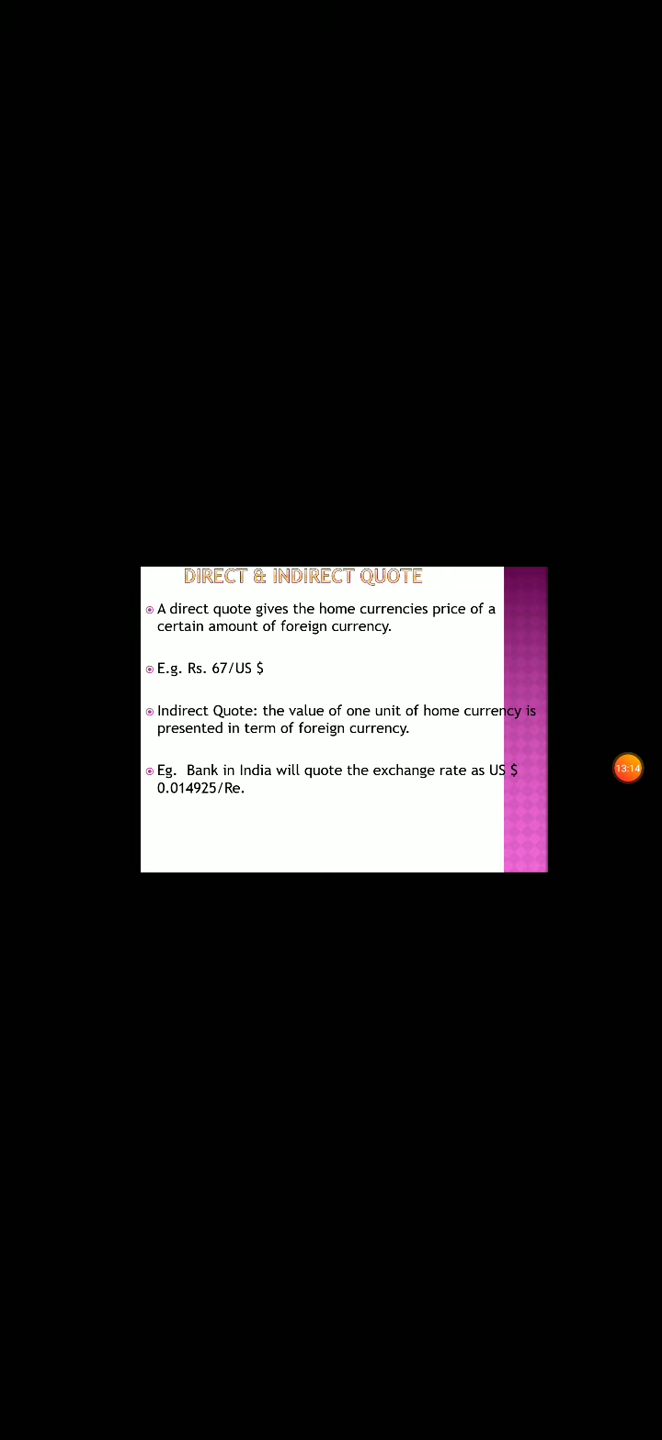 DIRECT & INDIRECT QUOTE
A direct quote gives the home currencies price of a
certain amount of foreign currency.
E.g. Rs. 67/US $
Indirect Quote: the value of one unit of home currency is
presented in term of foreign currency.
Eg.  Bank in India will quote the exchange rate as US $
0.014925/Re.
13:14